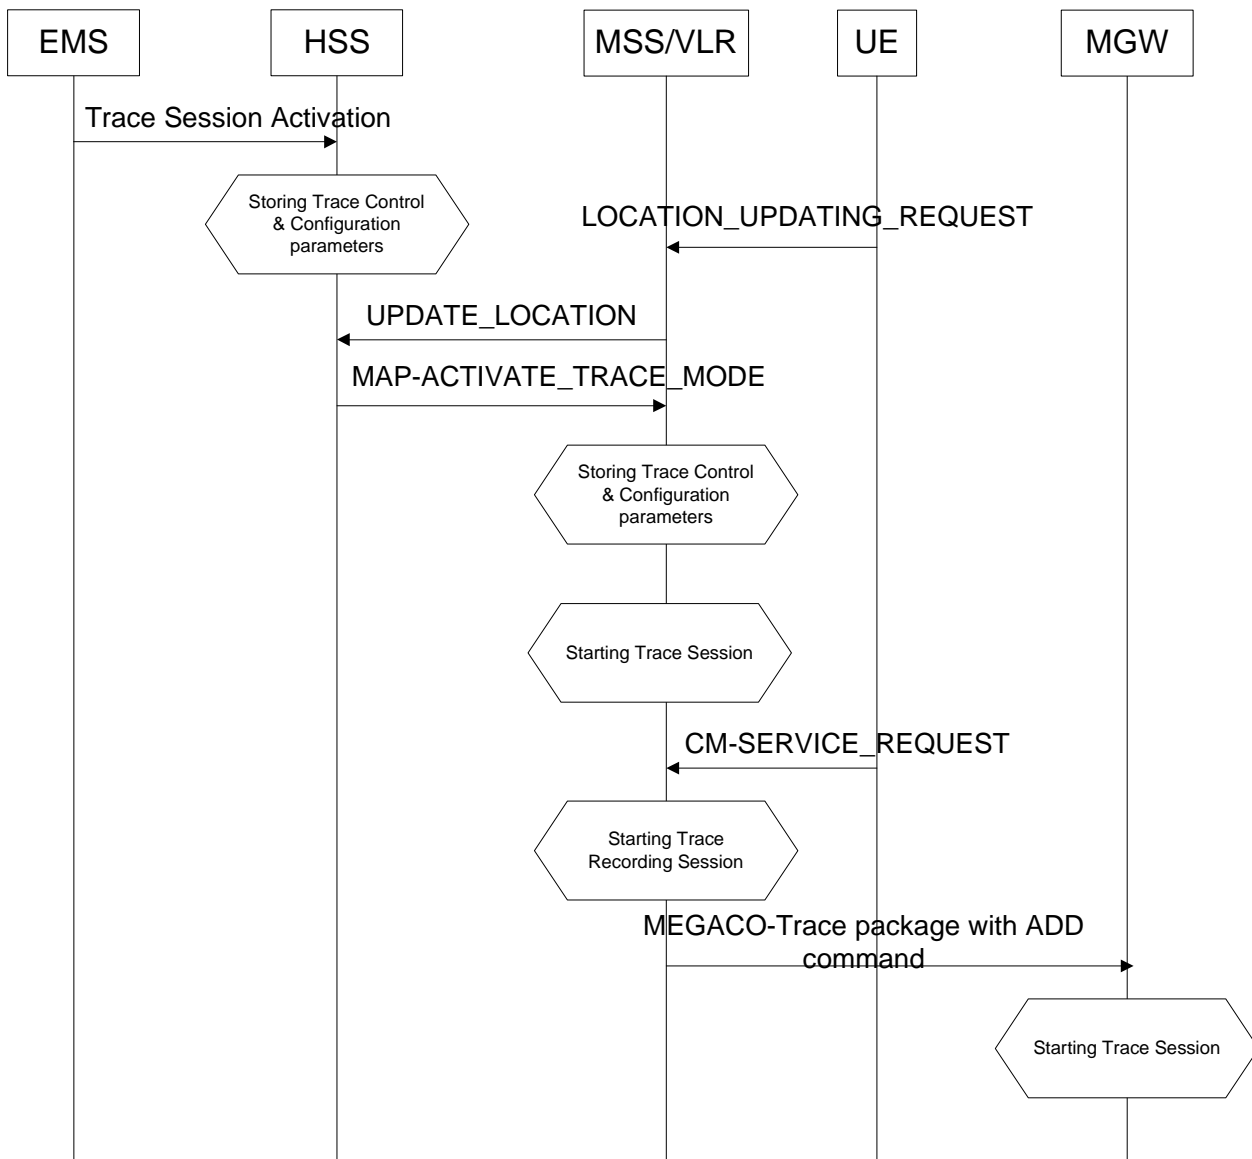 EMS
HSS
MSS/VLR
UE
MGW
Trace Session Activation
Storing Trace Control
& Configuration
parameters
LOCATION_UPDATING_REQUEST
UPDATE_LOCATION
MAP-ACTIVATE_TRACE_MODE
Storing Trace Control
& Configuration
parameters
Starting Trace Session
CM-SERVICE_REQUEST
Starting Trace
Recording Session
MEGACO-Trace package with ADD
command
Starting Trace Session